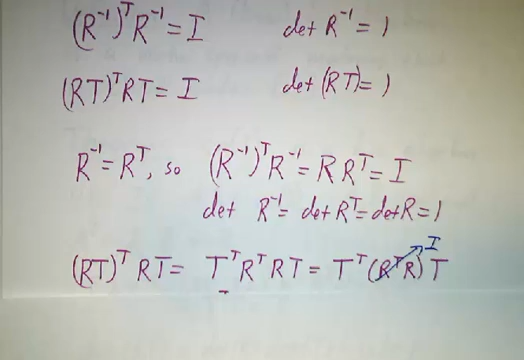 (R⁻¹)ᵀR⁻¹ = I det R⁻¹ = 1
(RT)ᵀRT = I det (RT) = 1
R⁻¹ = Rᵀ, so (R⁻¹)ᵀR⁻¹ = RRᵀ = I
det R⁻¹ = det Rᵀ = det R = 1
(RT)ᵀRT = TᵀRᵀRT = Tᵀ(RᵀR)T I